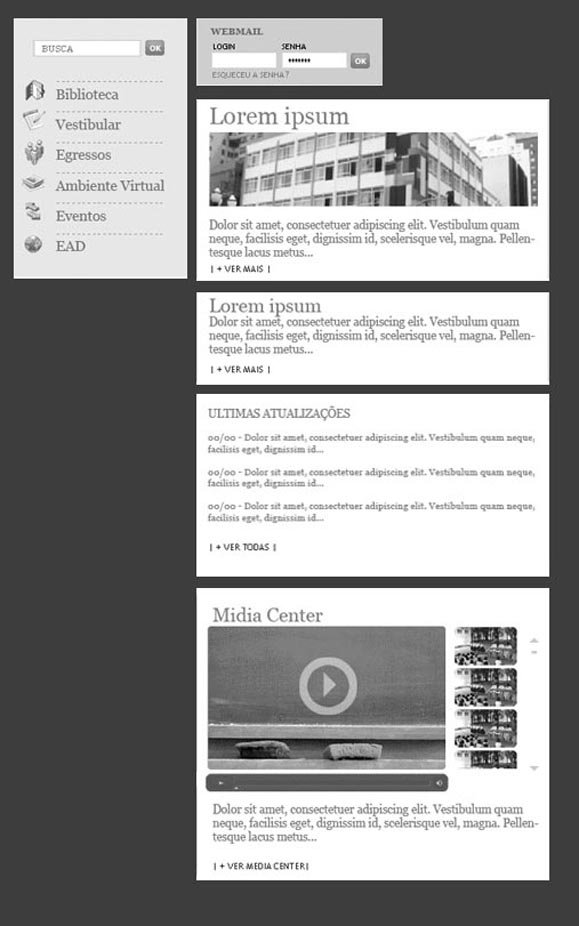 BUSCA
OK
Biblioteca
Vestibular
Egressos
Ambiente Virtual
Eventos
EAD
WEBMAIL
LOGIN SENHA
******* OK
ESQUECEU A SENHA?
Lorem ipsum
Dolor sit amet, consectetuer adipiscing elit. Vestibulum quam
neque, facilisis eget, dignissim id, scelerisque vel, magna. Pellen-
tesque lacus metus...
| + VER MAIS |
Lorem ipsum
Dolor sit amet, consectetuer adipiscing elit. Vestibulum quam
neque, facilisis eget, dignissim id, scelerisque vel, magna. Pellen-
tesque lacus metus...
| + VER MAIS |
ULTIMAS ATUALIZAÇÕES
00/00 - Dolor sit amet, consectetuer adipiscing elit. Vestibulum quam neque,
facilisis eget, dignissim id...
00/00 - Dolor sit amet, consectetuer adipiscing elit. Vestibulum quam neque,
facilisis eget, dignissim id...
00/00 - Dolor sit amet, consectetuer adipiscing elit. Vestibulum quam neque,
facilisis eget, dignissim id...
| + VER TODAS |
Midia Center
Dolor sit amet, consectetuer adipiscing elit. Vestibulum quam
neque, facilisis eget, dignissim id, scelerisque vel, magna. Pellen-
tesque lacus metus...
| + VER MEDIA CENTER|